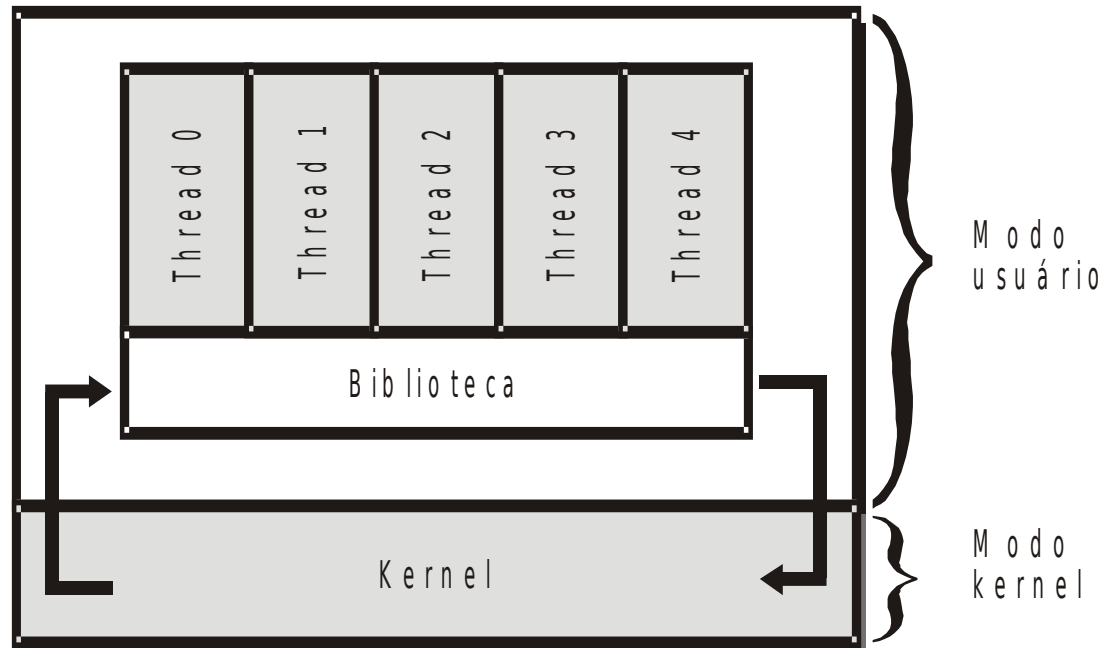 Thread 0
Thread 1
Thread 2
Thread 3
Thread 4
Biblioteca
Kernel
Modo
usuário
Modo
kernel